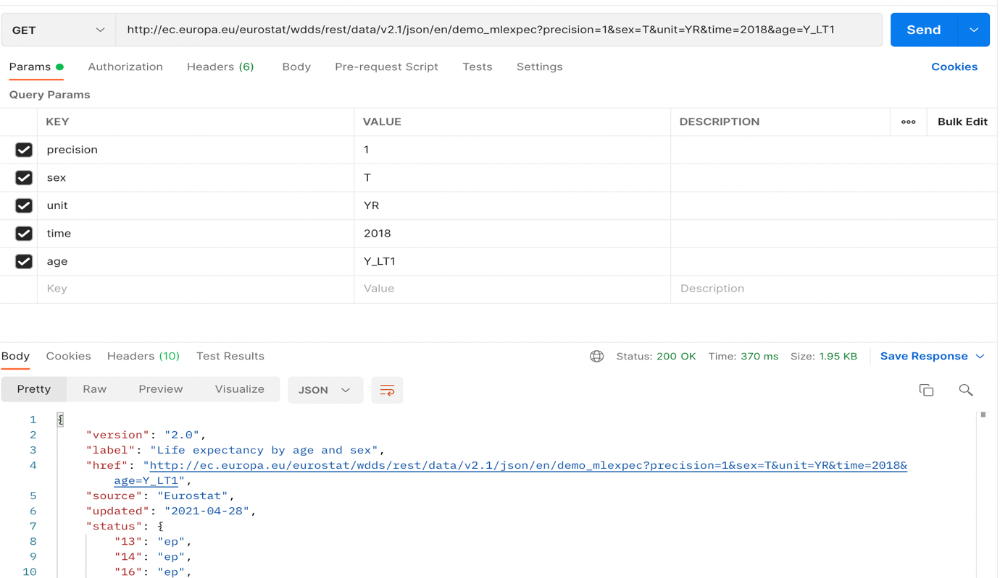 GET http://ec.europa.eu/eurostat/wdds/rest/data/v2.1/json/en/demo_mlexpec?precision=1&sex=T&unit=YR&time=2018&age=Y_LT1 Send
Params Authorization Headers (6) Body Pre-request Script Tests Settings Cookies
Query Params
KEY VALUE DESCRIPTION ooo Bulk Edit
precision 1
sex T
unit YR
time 2018
age Y_LT1
Key Value Description
Body Cookies Headers (10) Test Results Status: 200 OK Time: 370 ms Size: 1.95 KB Save Response
Pretty Raw Preview Visualize JSON
1 {
2 "version": "2.0",
3 "label": "Life expectancy by age and sex",
4 "href": "http://ec.europa.eu/eurostat/wdds/rest/data/v2.1/json/en/demo_mlexpec?precision=1&sex=T&unit=YR&time=2018&
age=Y_LT1",
5 "source": "Eurostat",
6 "updated": "2021-04-28",
7 "status": {
8 "13": "ep",
9 "14": "ep",
10 "16": "ep",